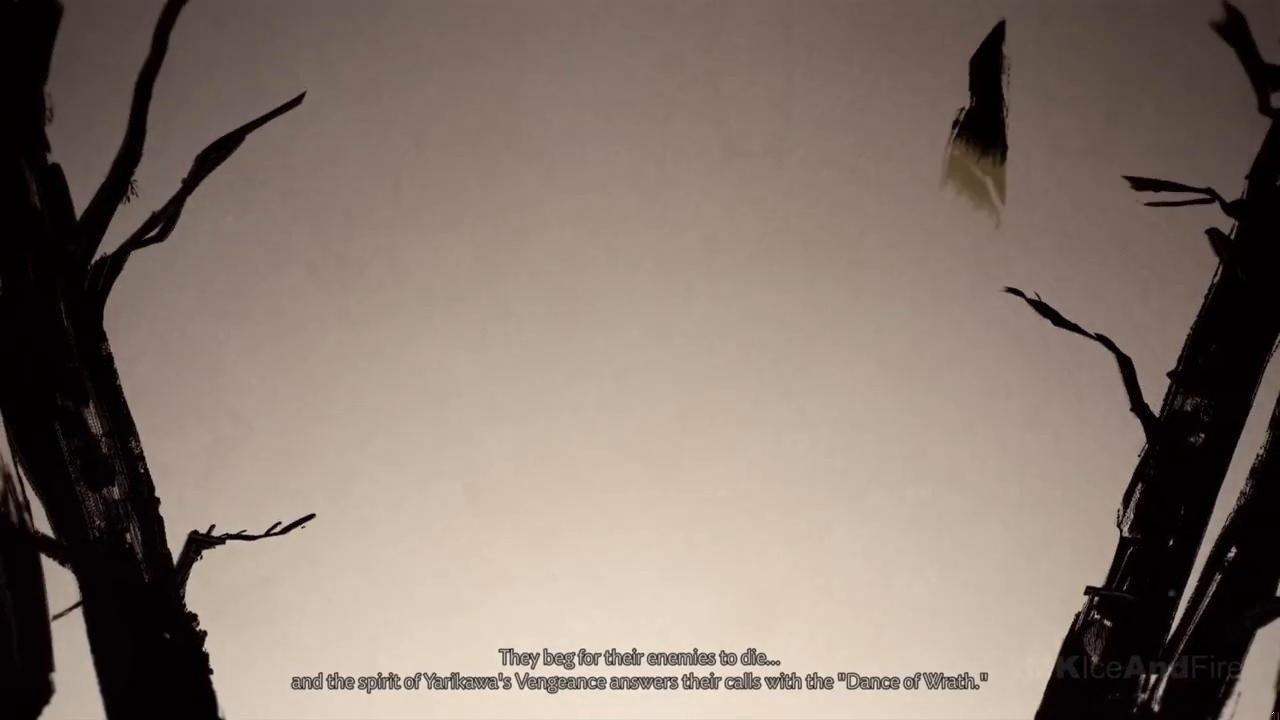 They beg for their enemies to die...
and the spirit of Yarikawa's Vengeance answers their calls with the "Dance of Wrath."
KIceAndFire